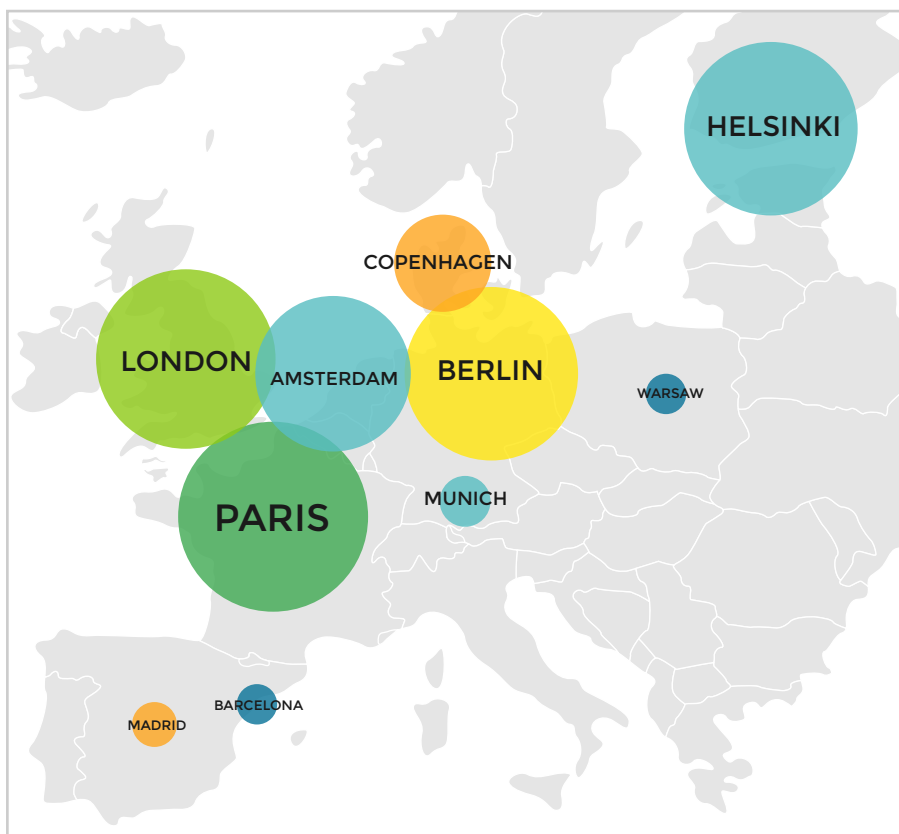 HELSINKI
COPENHAGEN
LONDON
AMSTERDAM
BERLIN
WARSAW
MUNICH
PARIS
BARCELONA
MADRID